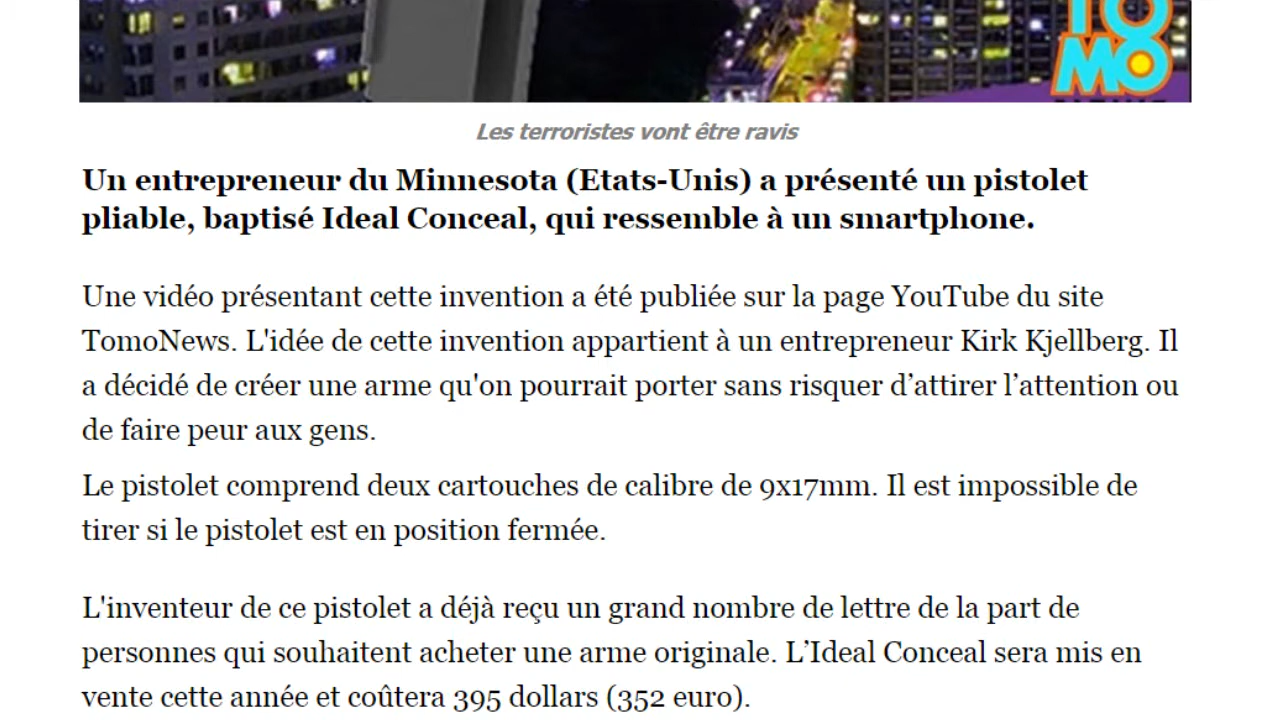 TOMO
Les terroristes vont être ravis
Un entrepreneur du Minnesota (Etats-Unis) a présenté un pistolet
pliable, baptisé Ideal Conceal, qui ressemble à un smartphone.
Une vidéo présentant cette invention a été publiée sur la page YouTube du site
TomoNews. L'idée de cette invention appartient à un entrepreneur Kirk Kjellberg. Il
a décidé de créer une arme qu'on pourrait porter sans risquer d’attirer l’attention ou
de faire peur aux gens.
Le pistolet comprend deux cartouches de calibre de 9x17mm. Il est impossible de
tirer si le pistolet est en position fermée.
L'inventeur de ce pistolet a déjà reçu un grand nombre de lettre de la part de
personnes qui souhaitent acheter une arme originale. L’Ideal Conceal sera mis en
vente cette année et coûtera 395 dollars (352 euro).